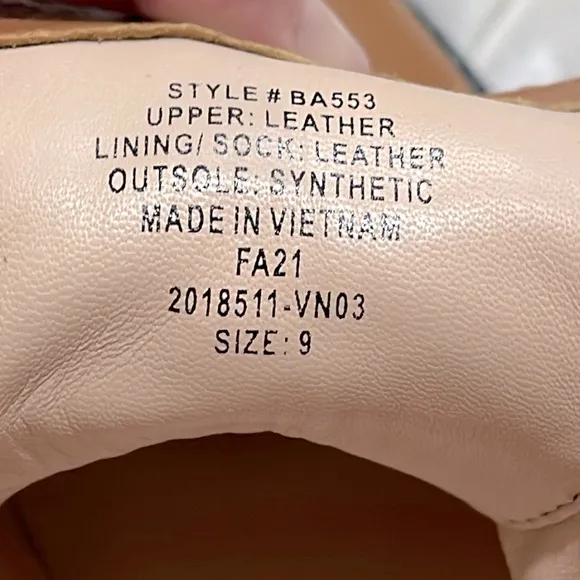 STYLE # BA553
UPPER: LEATHER
LINING/ SOCK: LEATHER
OUTSOLE: SYNTHETIC
MADE IN VIETNAM
FA21
2018511-VN03
SIZE: 9